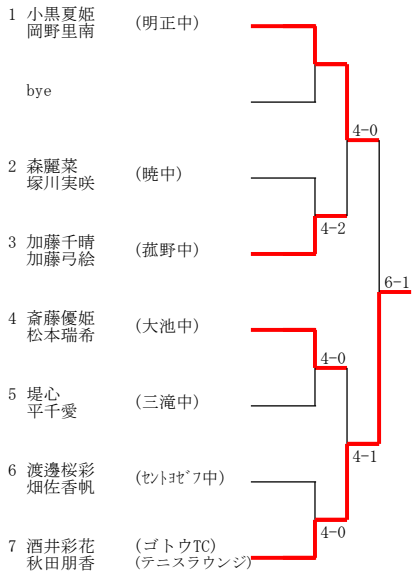 1 小黒夏姫 (明正中)
岡野里南
bye
4-0
2 森麗菜 (暁中)
塚川実咲
4-2
3 加藤千晴 (菰野中)
加藤弓絵
6-1
4 斎藤優姫 (大池中)
松本瑞希
4-0
5 堤心 (三滝中)
平千愛
4-1
6 渡邊桜彩 (セントヨゼフ中)
畑佐香帆
4-0
7 酒井彩花 (ゴトウTC)
秋田朋香 (テニスラウンジ)